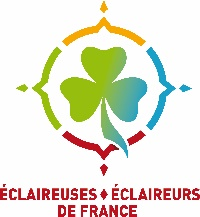 ÉCLAIREUSES ♦ ÉCLAIREURS
DE FRANCE